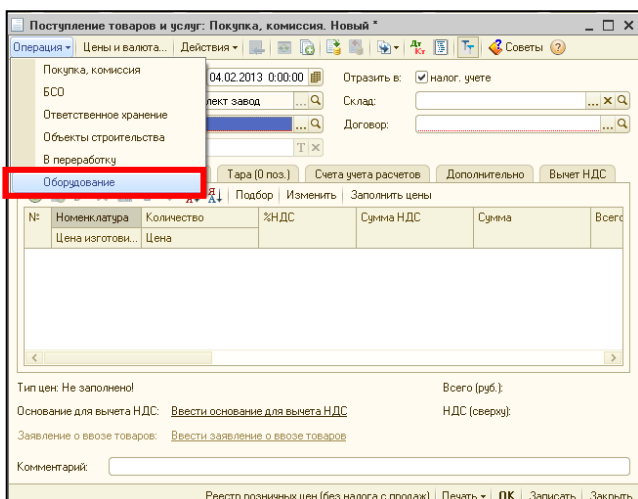 Поступление товаров и услуг: Покупка, комиссия. Новый *
Операция Цены и валюта... Действия Дт Кт Советы
Покупка, комиссия
04.02.2013 0:00:00 Отразить в: налог. учете
БСО
лект завод ... Склад: ...
Ответственное хранение
... Договор: ...
Объекты строительства
В переработку
Оборудование
Тара (0 поз.) Счета учета расчетов Дополнительно Вычет НДС
Подбор Изменить Заполнить цены
№ Номенклатура Количество %НДС Сумма НДС Сумма Всего
Цена изготови... Цена
Тип цен: Не заполнено! Всего (руб.):
Основание для вычета НДС: Ввести основание для вычета НДС НДС (сверху):
Заявление о ввозе товаров: Ввести заявление о ввозе товаров
Комментарий:
Реестр розничных цен (без налога с продаж) Печать OK Записать Закрыть